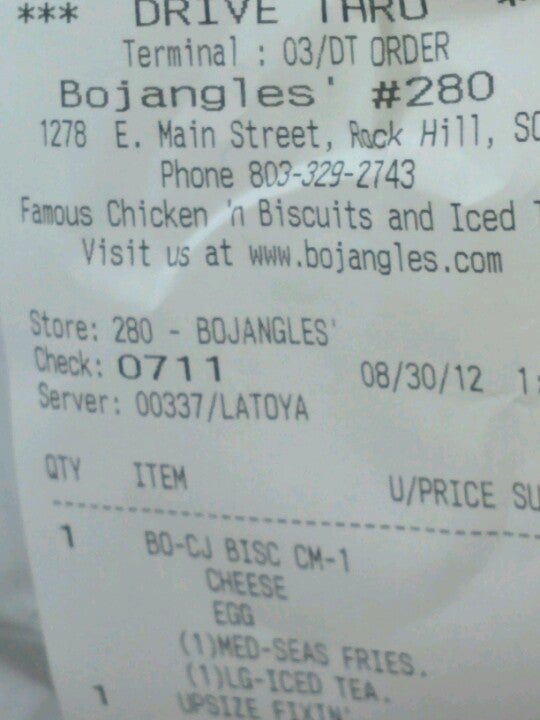 *** DRIVE THRU
Terminal : 03/DT ORDER
Bojangles' #280
1278 E. Main Street, Rock Hill, SC
Phone 803-329-2743
Famous Chicken 'n Biscuits and Iced
Visit us at www.bojangles.com
Store: 280 - BOJANGLES'
Check: 0711 08/30/12 1:
Server: 00337/LATOYA
QTY ITEM U/PRICE SU
1 BO-CJ BISC CM-1
CHEESE
EGG
(1)MED-SEAS FRIES.
(1)LG-ICED TEA.
1 UPSIZE FIXIN'